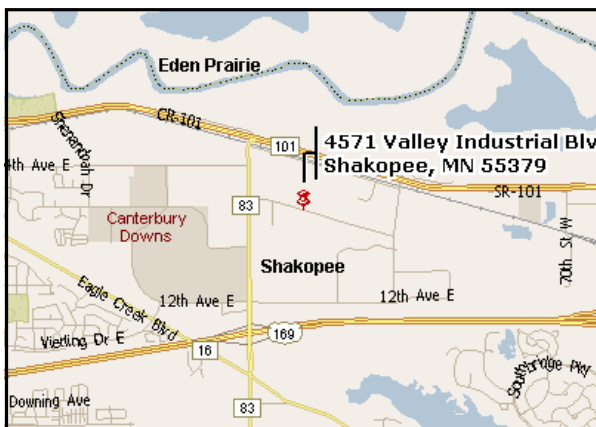 Eden Prairie
CR-101
Shenandoah Dr
101
4571 Valley Industrial Blv
Shakopee, MN 55379
4th Ave E
SR-101
83
Canterbury
Downs
70th St W
Shakopee
Eagle Creek Blvd
12th Ave E
12th Ave E
169
Vierling Dr E
16
Southbridge Pky
83
Downing Ave